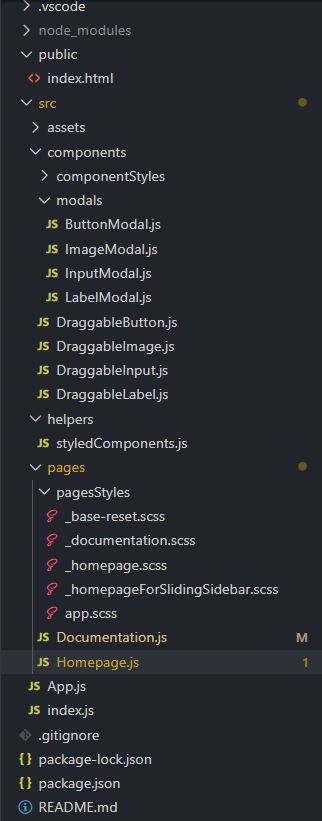 .vscode
node_modules
public
<> index.html
src
assets
components
componentStyles
modals
JS ButtonModal.js
JS ImageModal.js
JS InputModal.js
JS LabelModal.js
JS DraggableButton.js
JS DraggableImage.js
JS DraggableInput.js
JS DraggableLabel.js
helpers
JS styledComponents.js
pages
pagesStyles
_base-reset.scss
_documentation.scss
_homepage.scss
_homepageForSlidingSidebar.scss
app.scss
JS Documentation.js M
JS Homepage.js 1
JS App.js
JS index.js
.gitignore
{} package-lock.json
{} package.json
README.md